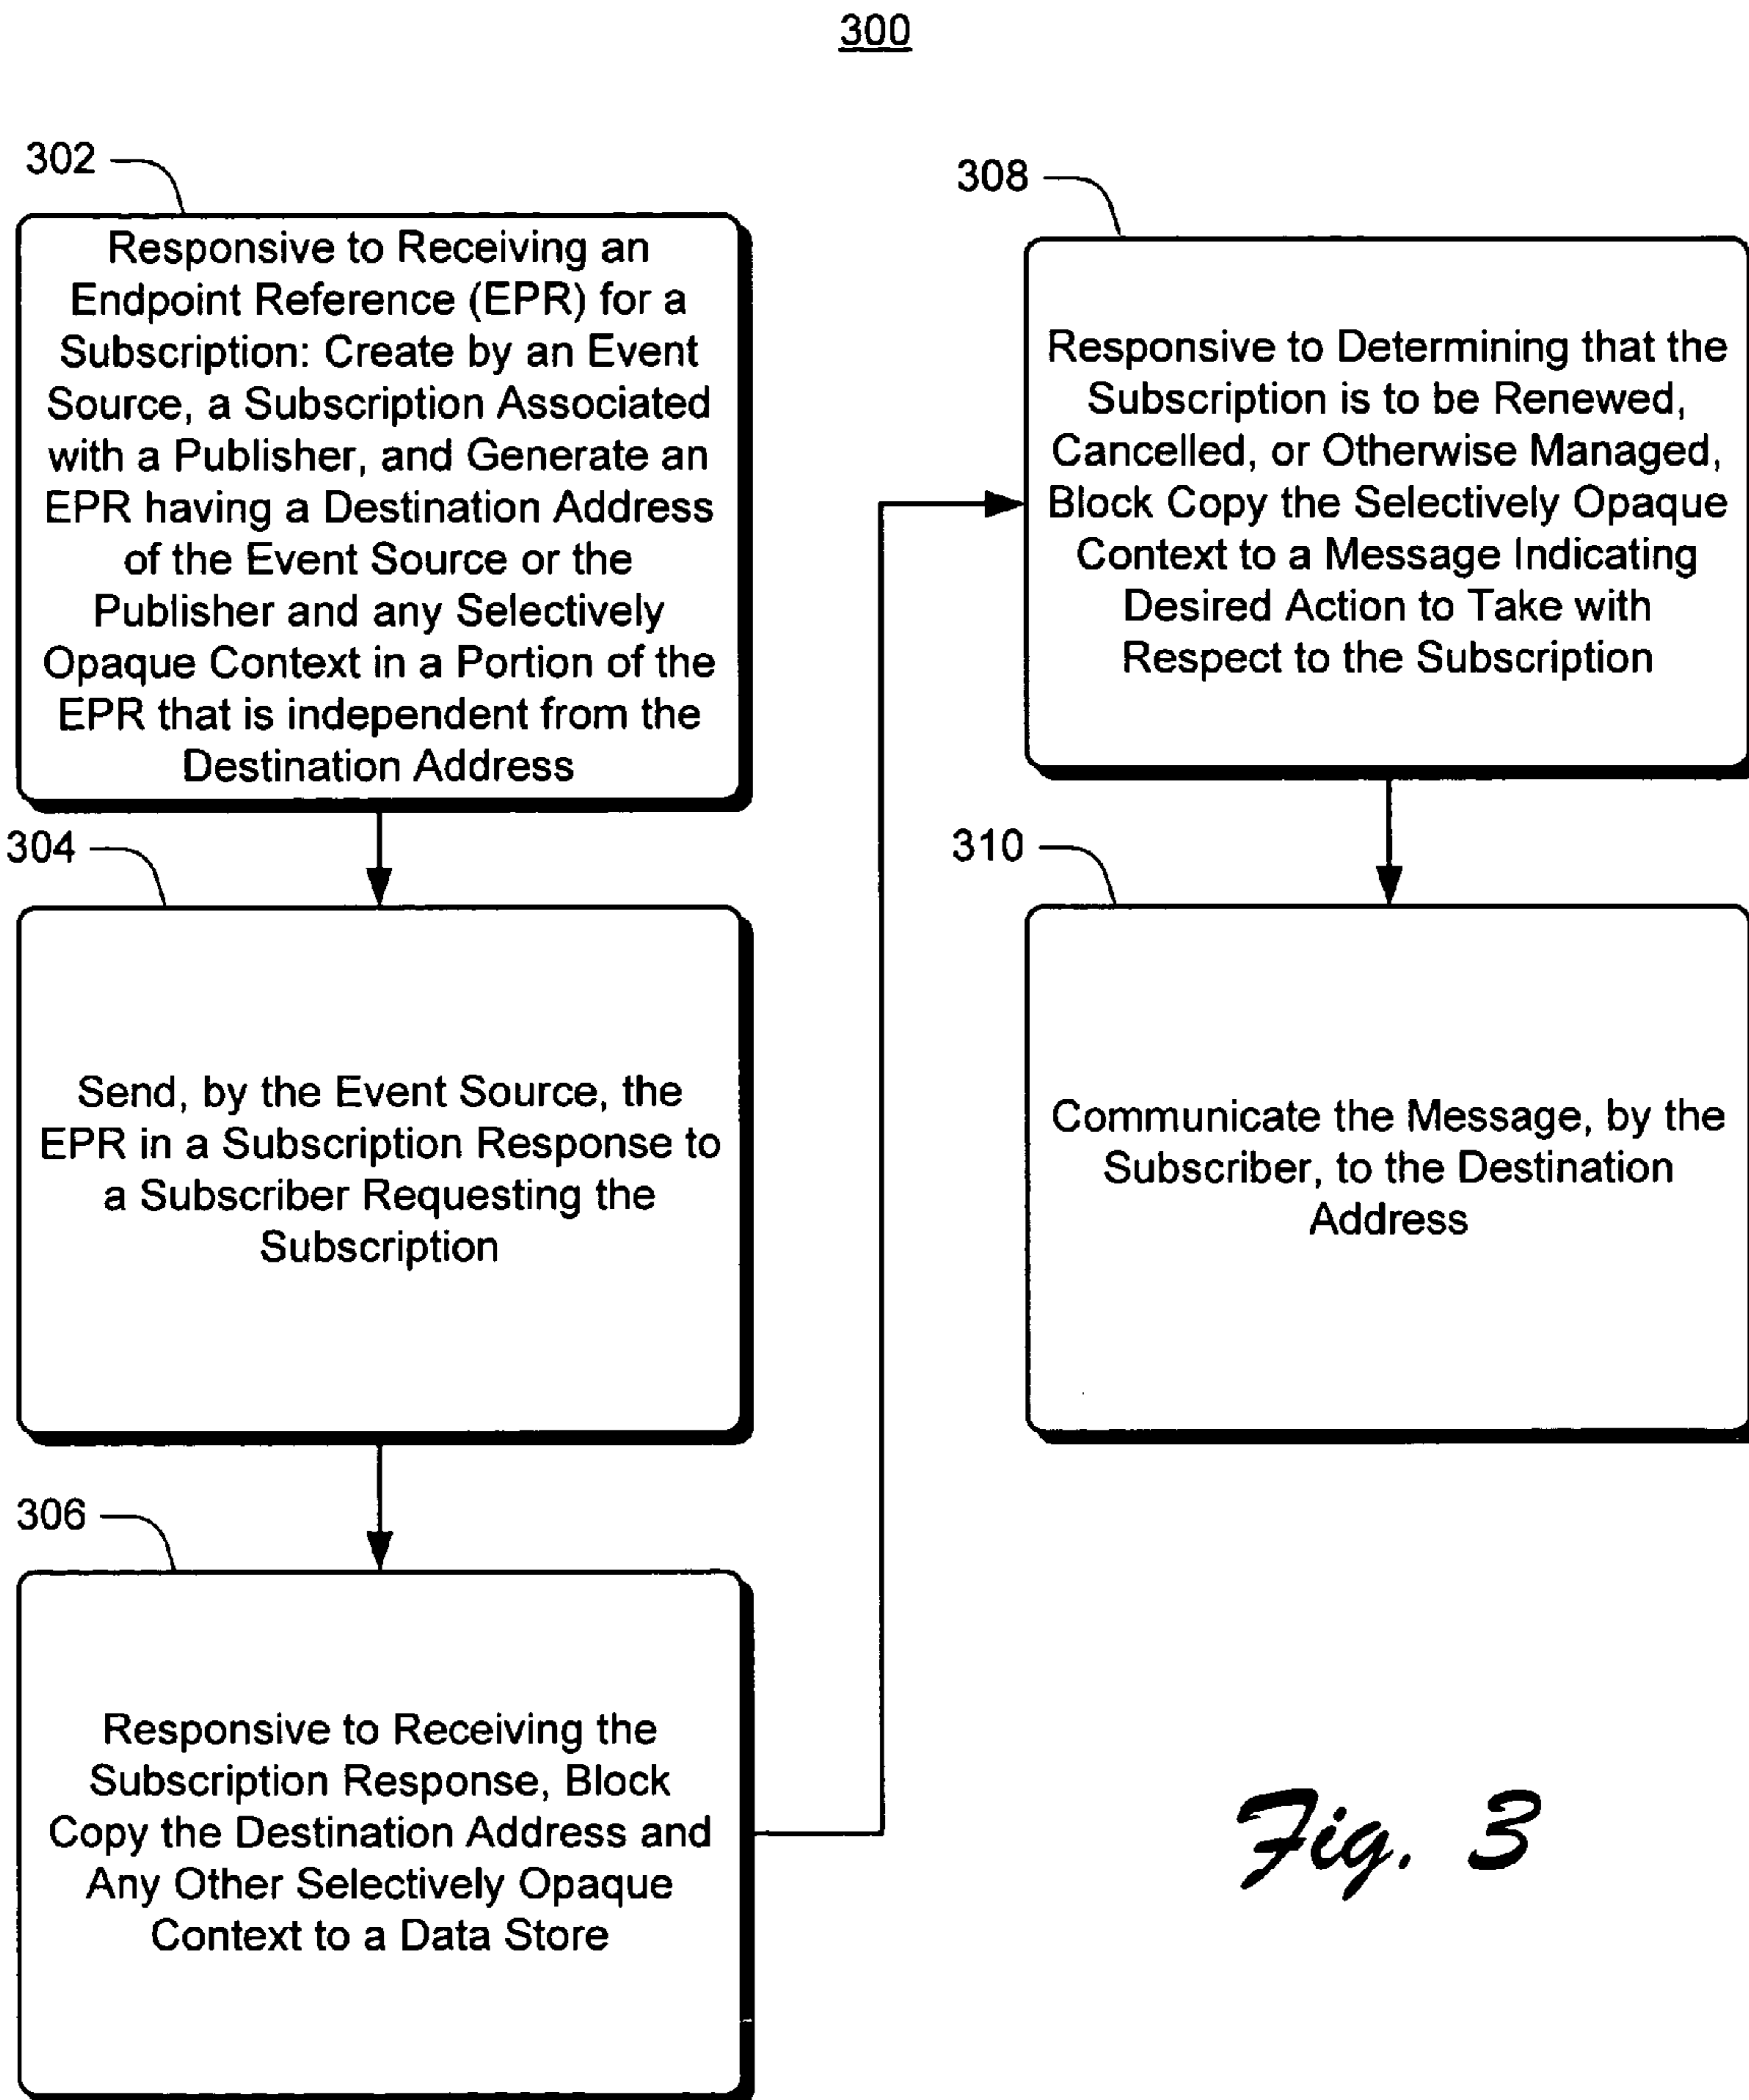 300
302
Responsive to Receiving an
Endpoint Reference (EPR) for a
Subscription: Create by an Event
Source, a Subscription Associated
with a Publisher, and Generate an
EPR having a Destination Address
of the Event Source or the
Publisher and any Selectively
Opaque Context in a Portion of the
EPR that is independent from the
Destination Address
304
Send, by the Event Source, the
EPR in a Subscription Response to
a Subscriber Requesting the
Subscription
306
Responsive to Receiving the
Subscription Response, Block
Copy the Destination Address and
Any Other Selectively Opaque
Context to a Data Store
308
Responsive to Determining that the
Subscription is to be Renewed,
Cancelled, or Otherwise Managed,
Block Copy the Selectively Opaque
Context to a Message Indicating
Desired Action to Take with
Respect to the Subscription
310
Communicate the Message, by the
Subscriber, to the Destination
Address
Fig. 3